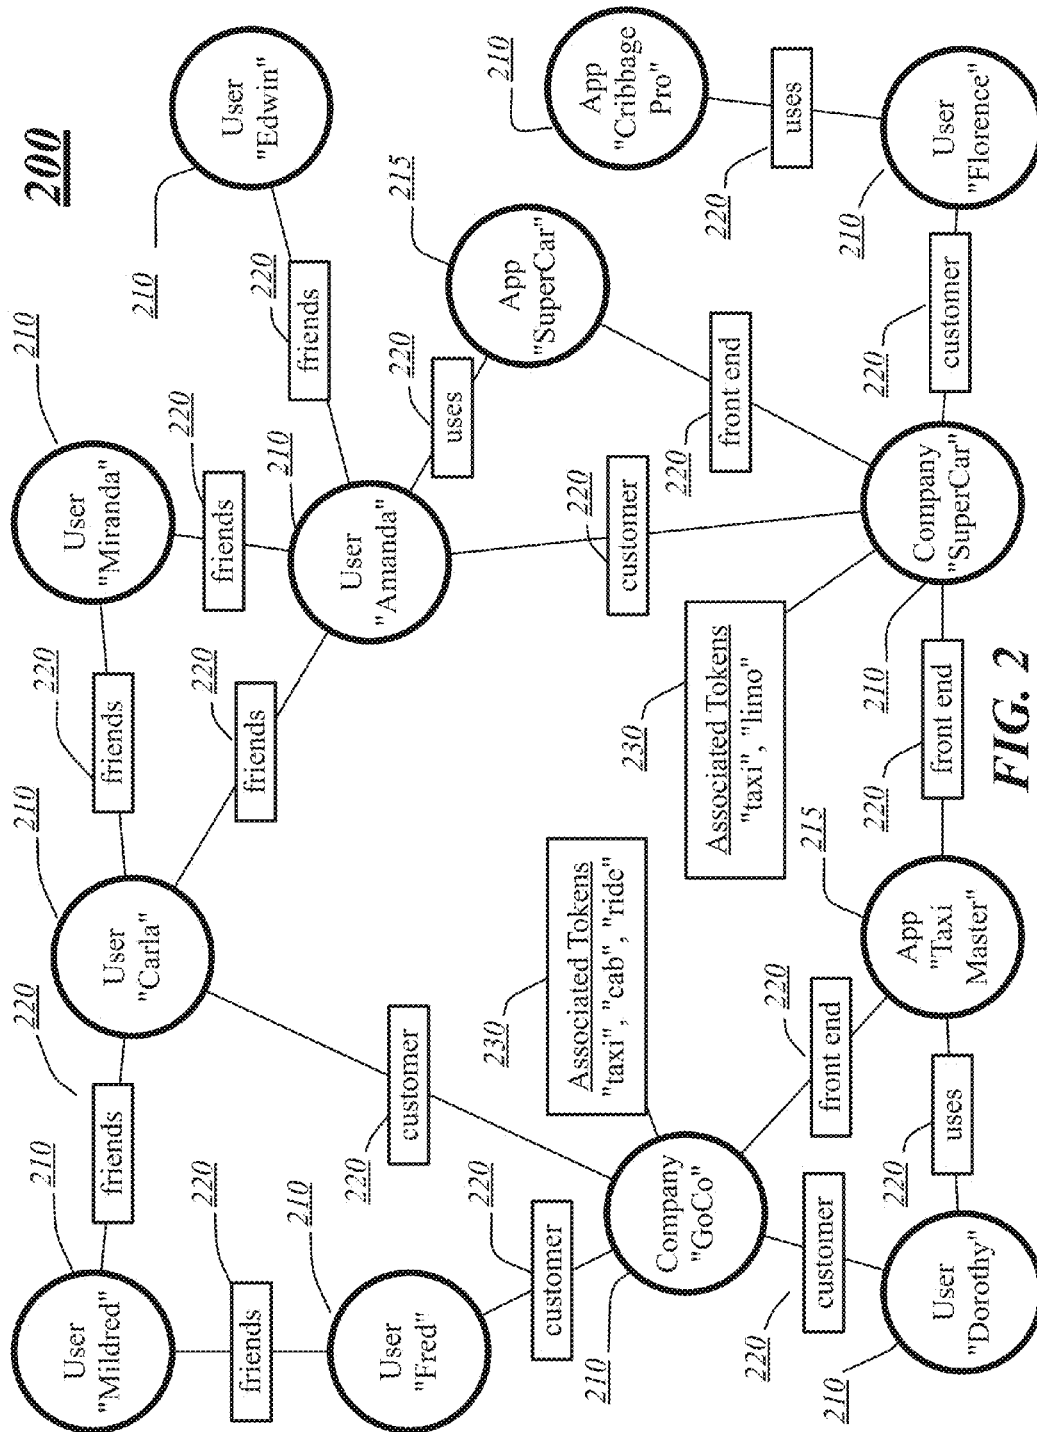 200
210
User
"Mildred"
220
friends
210
User
"Carla"
220
friends
210
User
"Miranda"
210
User
"Edwin"
220
friends
220
friends
220
friends
220
friends
210
User
"Fred"
210
User
"Amanda"
220
customer
220
customer
220
uses
215
App
"SuperCar"
210
App
"Cribbage
Pro"
230
Associated Tokens
"taxi", "cab", "ride"
220
customer
210
Company
"GoCo"
230
Associated Tokens
"taxi", "limo"
220
front end
220
uses
220
customer
220
front end
215
App
"Taxi
Master"
210
User
"Dorothy"
220
uses
220
front end
210
Company
"SuperCar"
220
customer
210
User
"Florence"
FIG. 2